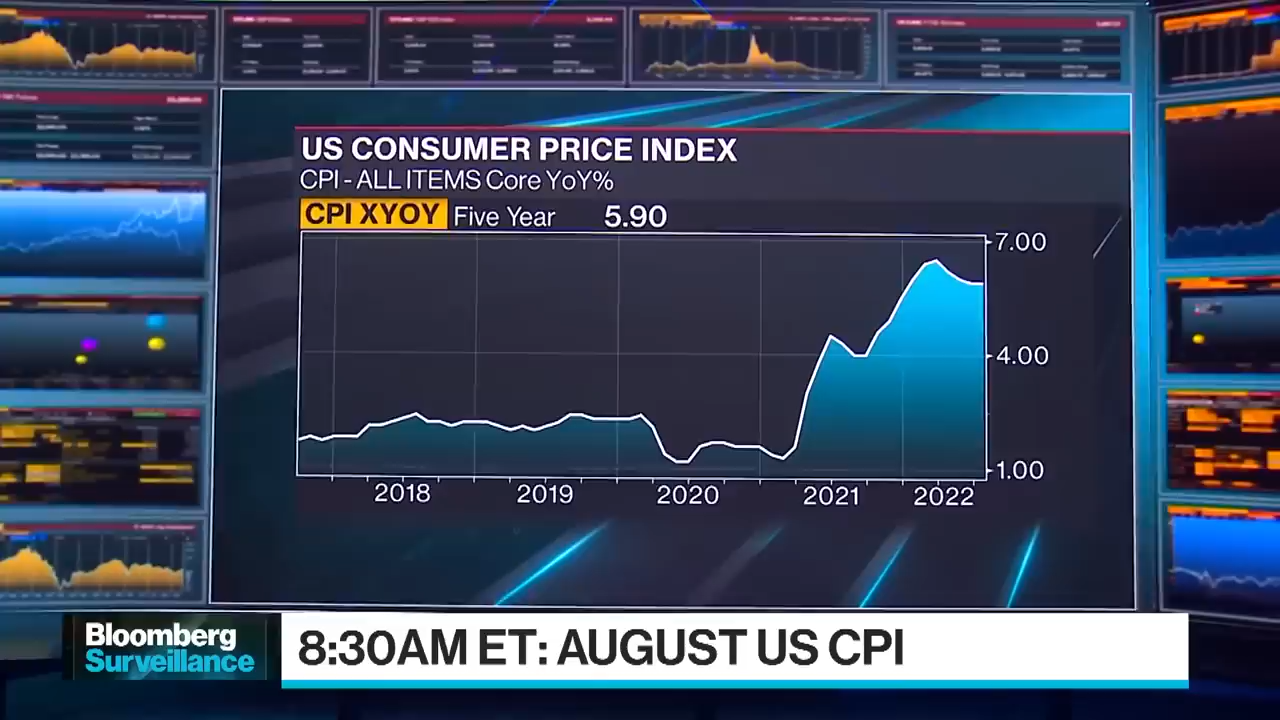 US CONSUMER PRICE INDEX
CPI - ALL ITEMS Core YoY%
CPI XYOY Five Year 5.90
7.00
4.00
1.00
2018 2019 2020 2021 2022
Bloomberg
Surveillance
8:30AM ET: AUGUST US CPI